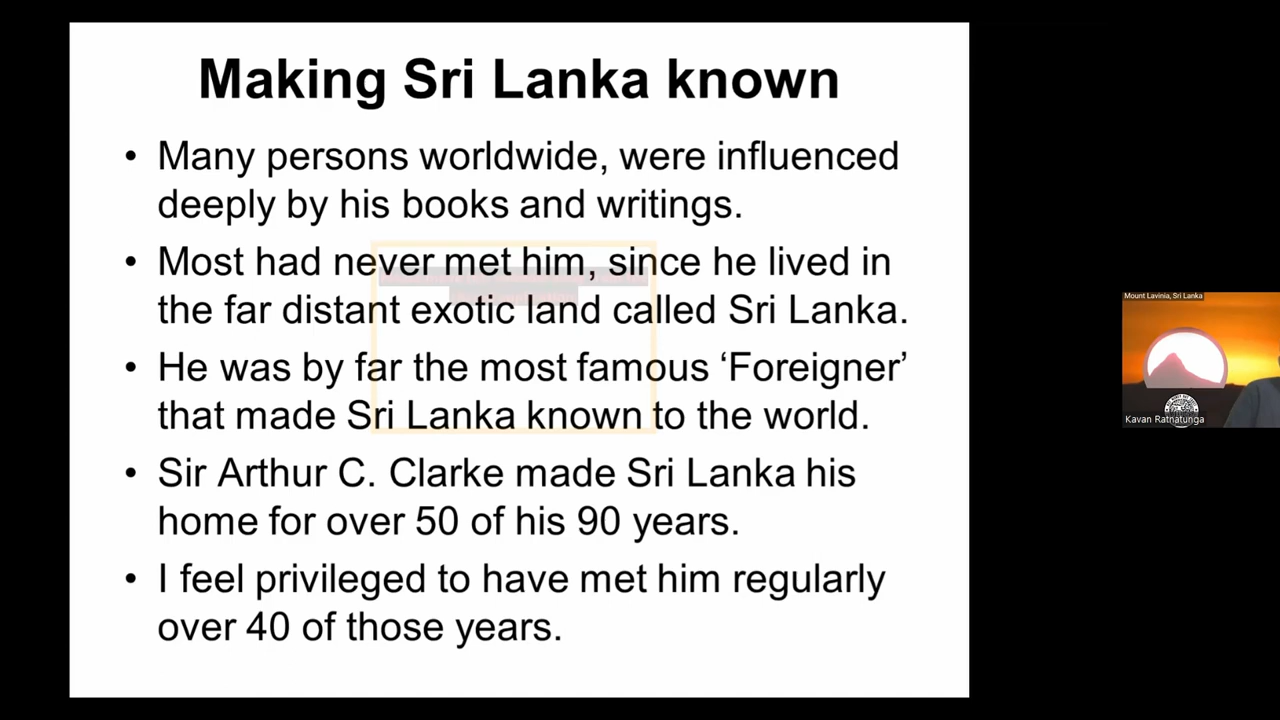 Making Sri Lanka known
• Many persons worldwide, were influenced
deeply by his books and writings.
• Most had never met him, since he lived in
the far distant exotic land called Sri Lanka.
• He was by far the most famous ‘Foreigner’
that made Sri Lanka known to the world.
• Sir Arthur C. Clarke made Sri Lanka his
home for over 50 of his 90 years.
• I feel privileged to have met him regularly
over 40 of those years.
Mount Lavinia, Sri Lanka
Kavan Ratnatunga